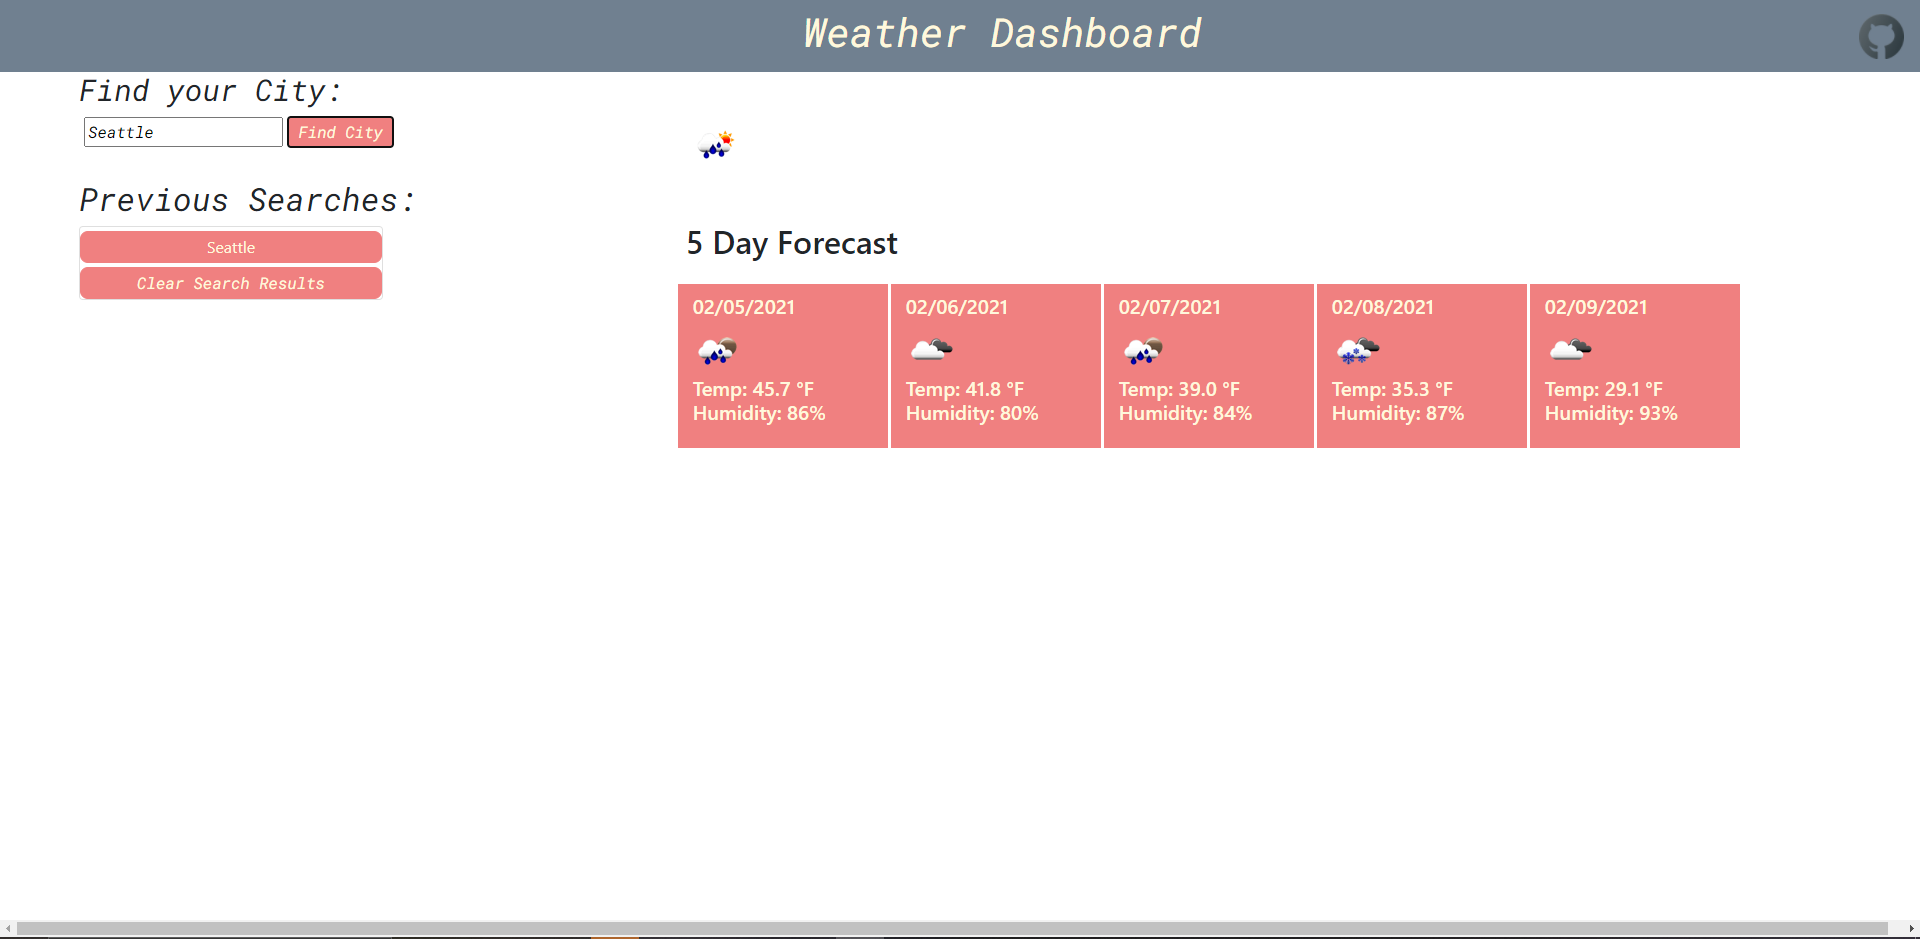 Weather Dashboard
Find your City:
Seattle
Find City
Previous Searches:
Seattle
Clear Search Results
5 Day Forecast
02/05/2021
Temp: 45.7 °F
Humidity: 86%
02/06/2021
Temp: 41.8 °F
Humidity: 80%
02/07/2021
Temp: 39.0 °F
Humidity: 84%
02/08/2021
Temp: 35.3 °F
Humidity: 87%
02/09/2021
Temp: 29.1 °F
Humidity: 93%